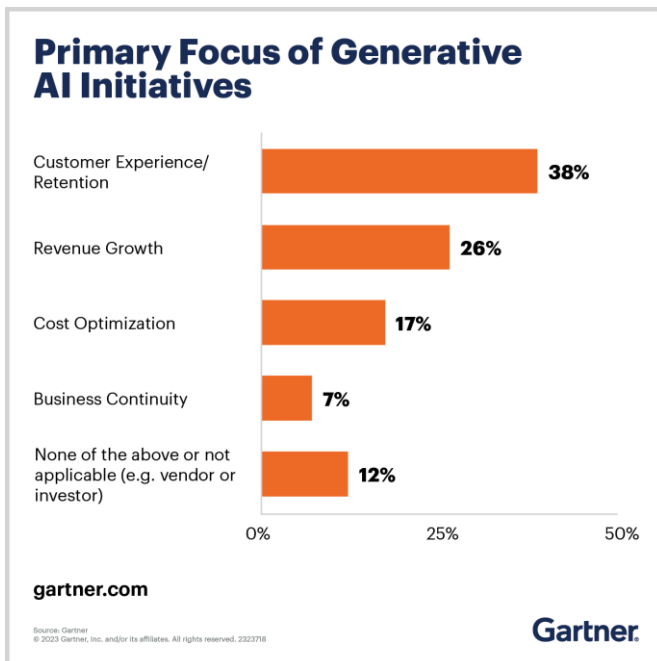 Primary Focus of Generative
AI Initiatives
Customer Experience/
Retention
38%
Revenue Growth
26%
Cost Optimization
17%
Business Continuity
7%
None of the above or not
applicable (e.g. vendor or
investor)
12%
0%
25%
50%
gartner.com
Source: Gartner
© 2023 Gartner, Inc. and/or its affiliates. All rights reserved. 2323718
Gartner